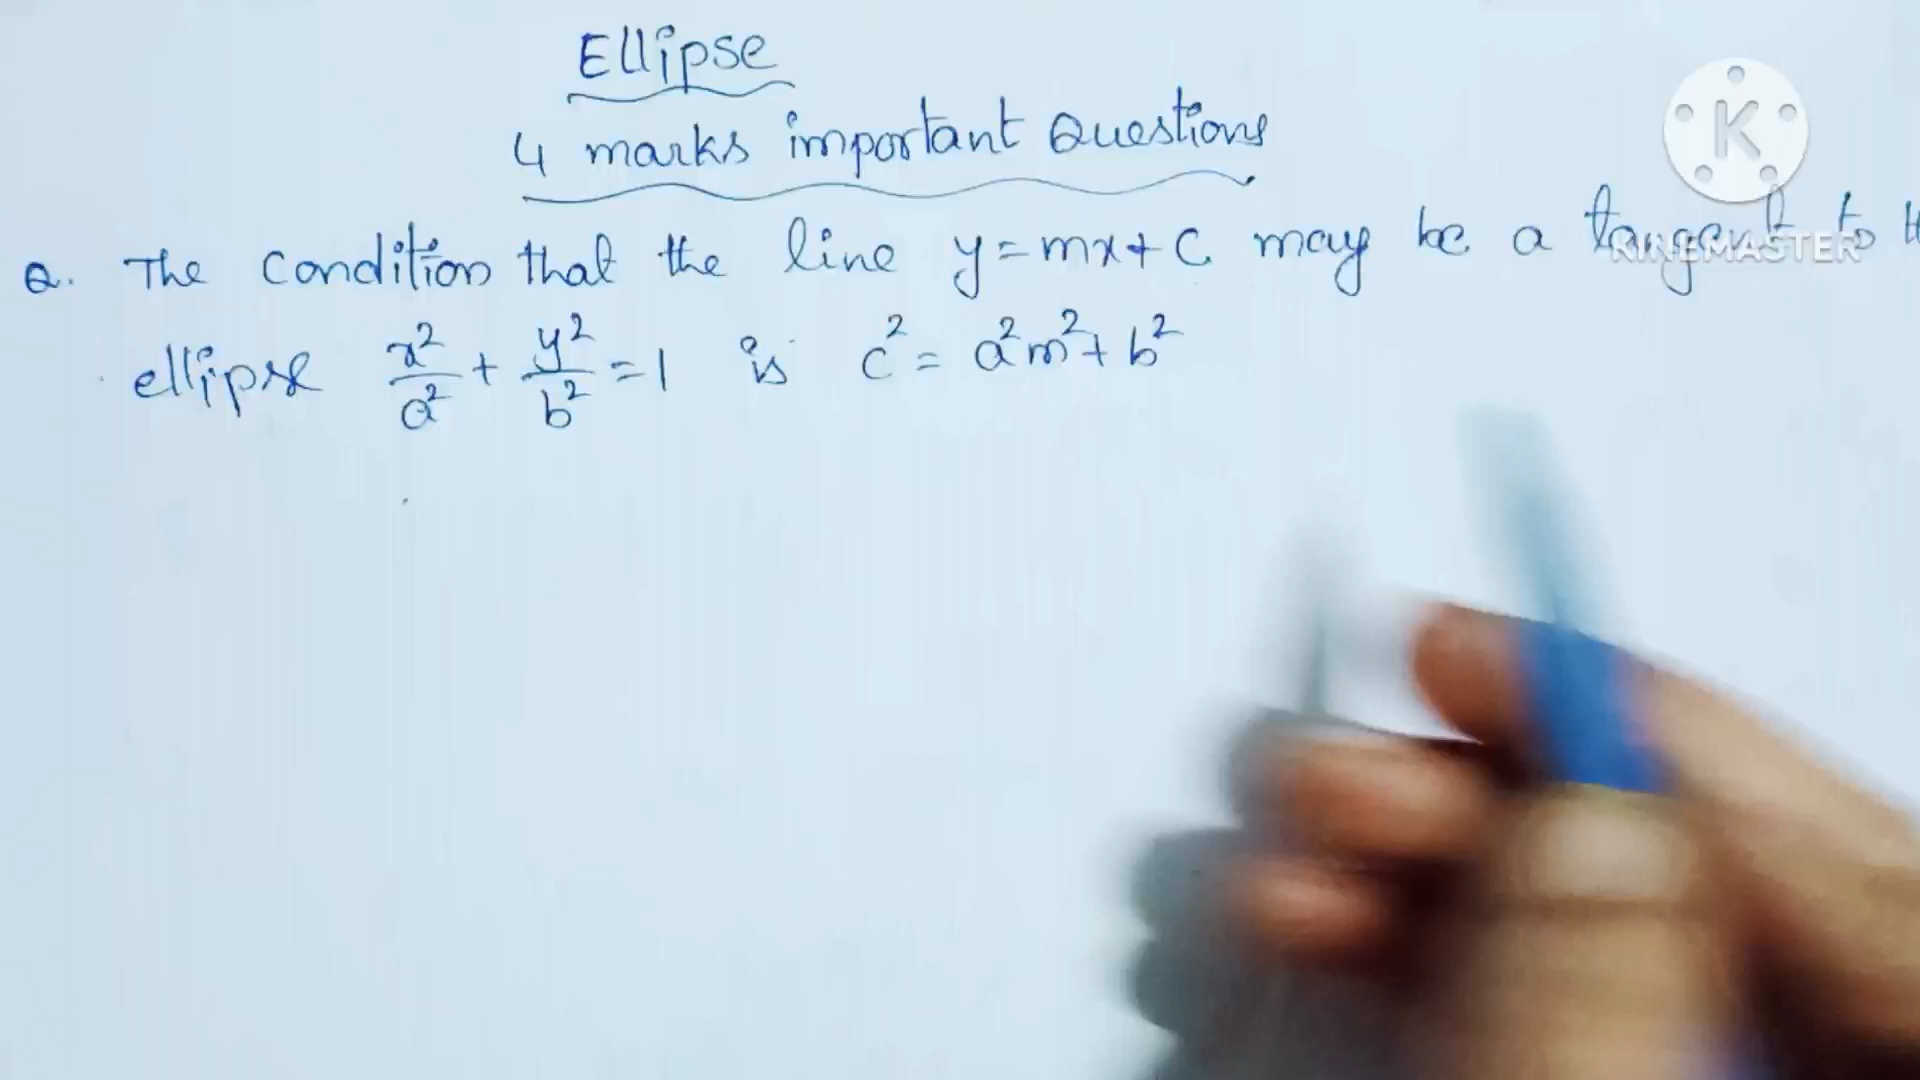 Ellipse
4 marks important Questions
K
Q. The condition that the line y=mx+c may be a tangent to
KINEMASTER
ellipse x²/a² + y²/b² = 1 is c² = a²m² + b²